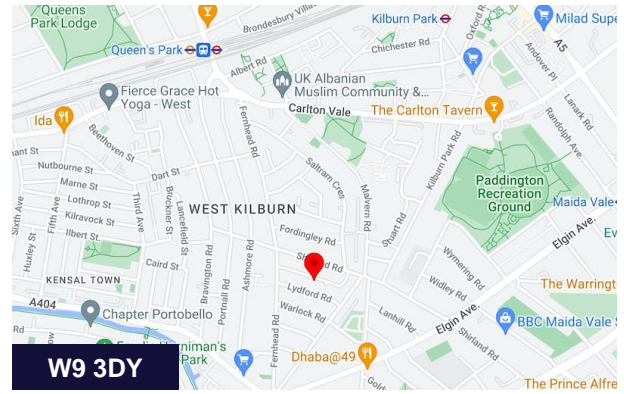 Queens
Park Lodge
Brondesbury Villas
Kilburn Park
Oxford Rd
Milad Supe
Queen's Park
Chichester Rd
A5
Andover Pl
Albert Rd
UK Albanian
Muslim Community &...
Fierce Grace Hot
Yoga - West
Carlton Vale
The Carlton Tavern
Lanark Rd
Randolph Ave.
Ida
Beethoven St
Fernhead Rd
Kilburn Park Rd
Nutbourne St
Dart St
Saltram Cres
Malvern Rd
Paddington
Recreation
Ground
Marne St
Lothrop St
Kilravock St
Ilbert St
Sixth Ave
Fifth Ave
Huxley St
Third Ave
Bruckner St
Lancefield St
WEST KILBURN
Maida Vale
Fordingley Rd
Stuart Rd
Elgin Ave.
Ev
Caird St
Bravington Rd
Portnall Rd
Ashmore Rd
KENSAL TOWN
Wymering Rd
Widley Rd
The Warringt
A404
Chapter Portobello
Lydford Rd
Warlock Rd
Lanhill Rd
Elgin Ave.
BBC Maida Vale S
Shirland Rd
Fernhead Rd
Dhaba@49
The Prince Alfre
W9 3DY